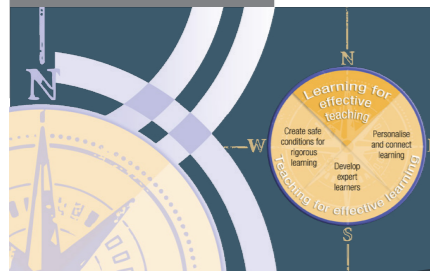 N
N
Learning for
effective
teaching
W
Create safe
conditions for
rigorous
learning
Personalise
and connect
learning
Develop
expert
learners
Teaching for effective learning
S